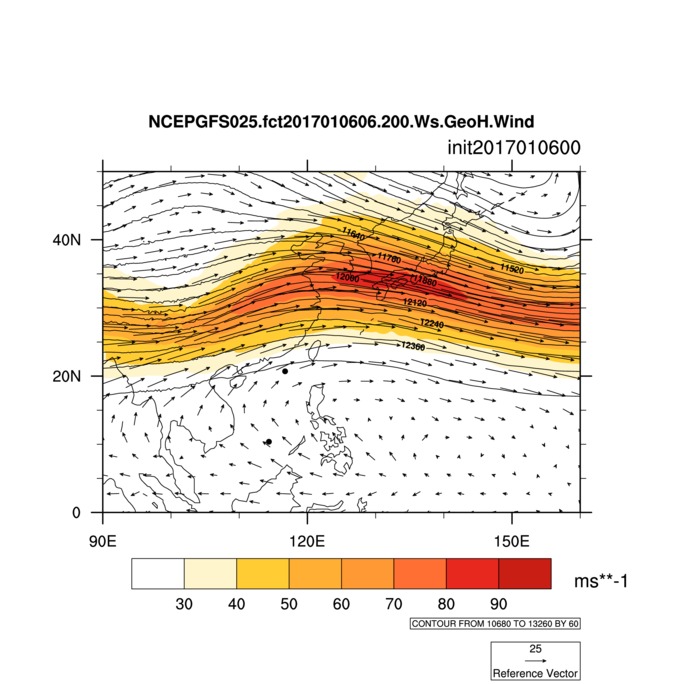 NCEPGFS025.fct2017010606.200.Ws.GeoH.Wind
init2017010600
40N
20N
0
11640
11760
11520
12000
11880
12120
12240
12360
90E
120E
150E
30
40
50
60
70
80
90
ms**-1
CONTOUR FROM 10680 TO 13260 BY 60
25
Reference Vector